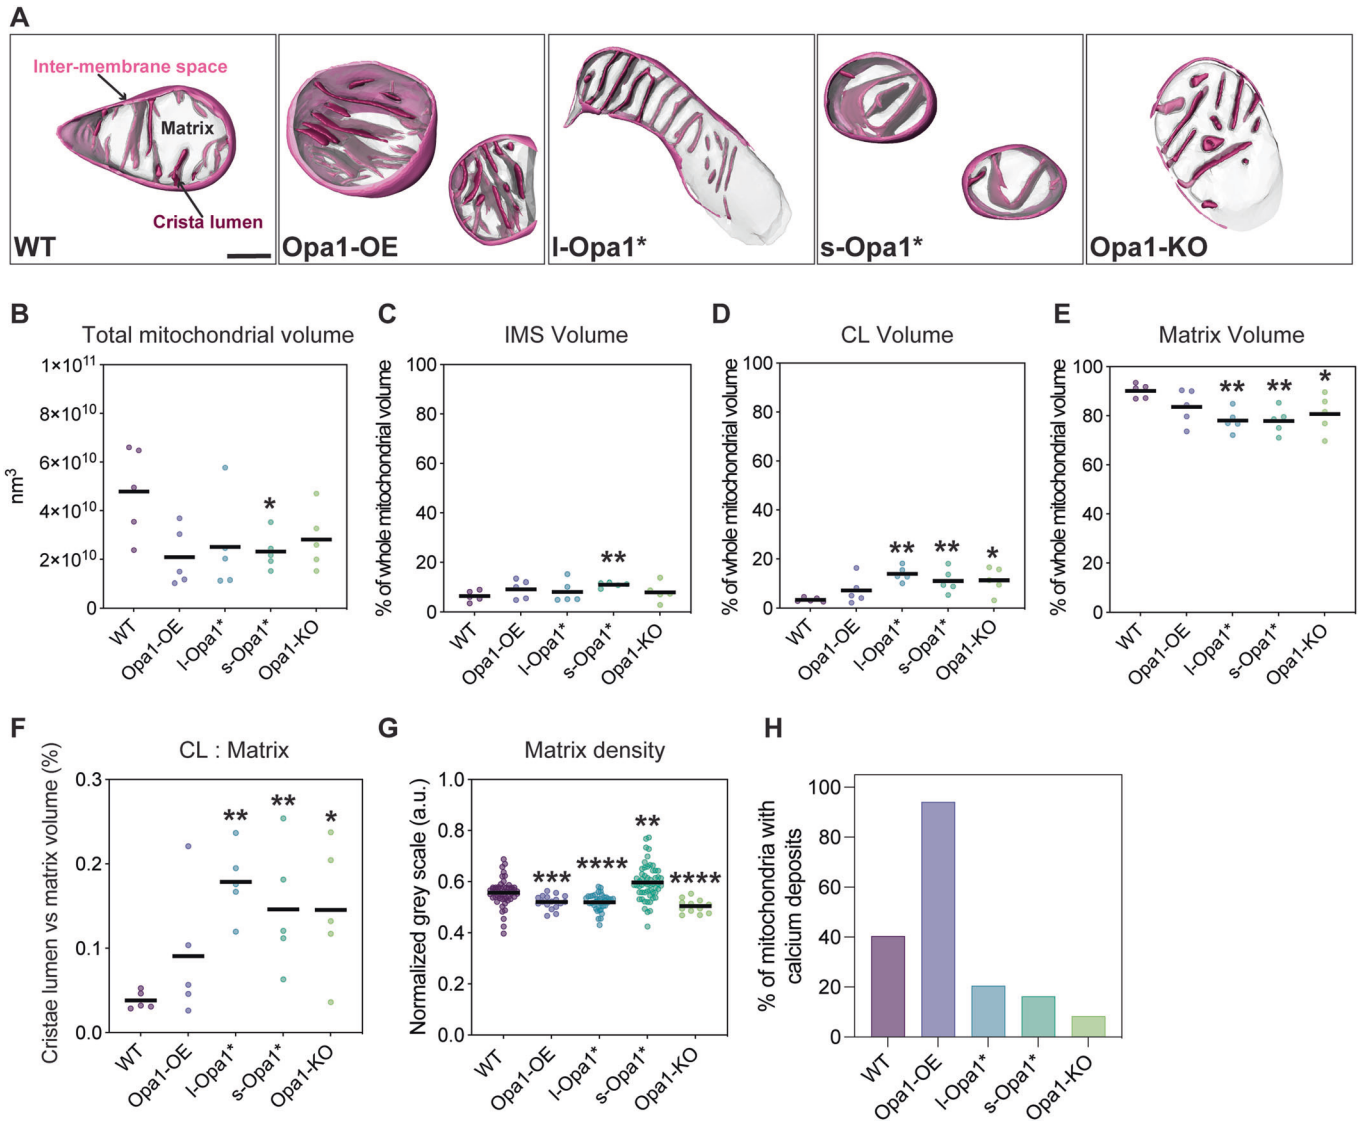 A
Inter-membrane space
Matrix
Crista lumen
WT
Opa1-OE
l-Opa1*
s-Opa1*
Opa1-KO
B
Total mitochondrial volume
nm³
1×10¹¹
8×10¹⁰
6×10¹⁰
4×10¹⁰
2×10¹⁰
0
*
WT
Opa1-OE
l-Opa1*
s-Opa1*
Opa1-KO
C
IMS Volume
% of whole mitochondrial volume
100
80
60
40
20
0
**
WT
Opa1-OE
l-Opa1*
s-Opa1*
Opa1-KO
D
CL Volume
% of whole mitochondrial volume
100
80
60
40
20
0
**
**
*
WT
Opa1-OE
l-Opa1*
s-Opa1*
Opa1-KO
E
Matrix Volume
% of whole mitochondrial volume
100
80
60
40
20
0
**
**
*
WT
Opa1-OE
l-Opa1*
s-Opa1*
Opa1-KO
F
CL : Matrix
Cristae lumen vs matrix volume (%)
0.3
0.2
0.1
0.0
**
**
*
WT
Opa1-OE
l-Opa1*
s-Opa1*
Opa1-KO
G
Matrix density
Normalized grey scale (a.u.)
1.0
0.8
0.6
0.4
0.2
0.0
***
****
**
****
WT
Opa1-OE
l-Opa1*
s-Opa1*
Opa1-KO
H
% of mitochondria with
calcium deposits
100
80
60
40
20
0
WT
Opa1-OE
l-Opa1*
s-Opa1*
Opa1-KO